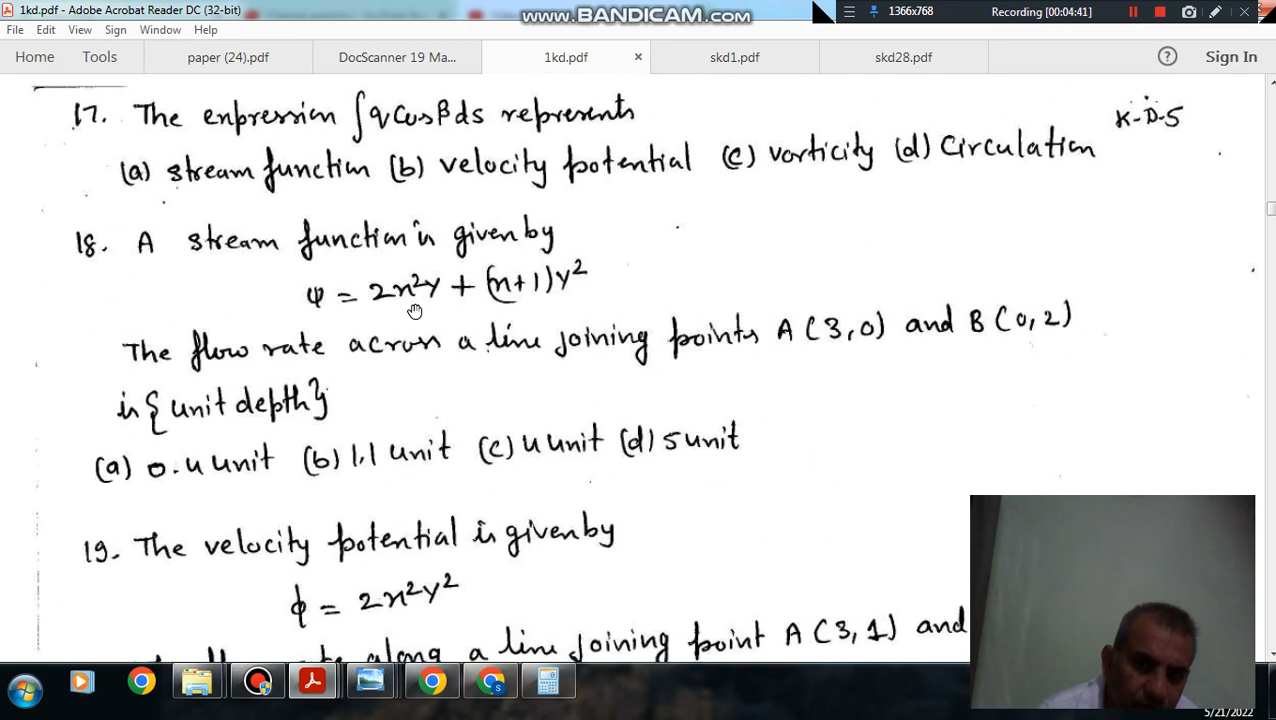 1kd.pdf - Adobe Acrobat Reader DC (32-bit)
www.BANDICAM.com
1366x768
Recording [00:04:41]
File Edit View Sign Window Help
Home Tools paper (24).pdf DocScanner 19 Ma... 1kd.pdf × skd1.pdf skd28.pdf Sign In
17. The expression ∫q Cosβ ds represents
K-D-5
(a) stream function (b) velocity potential (c) vorticity (d) Circulation
18. A stream function is given by
ψ = 2x²y + (x+1)y²
The flow rate across a line joining points A (3,0) and B (0,2)
is {unit depth}
(a) 0.4 unit (b) 1.1 unit (c) 4 unit (d) 5 unit
19. The velocity potential is given by
ϕ = 2x²y²
along a line joining point A (3,1) and
5/21/2022